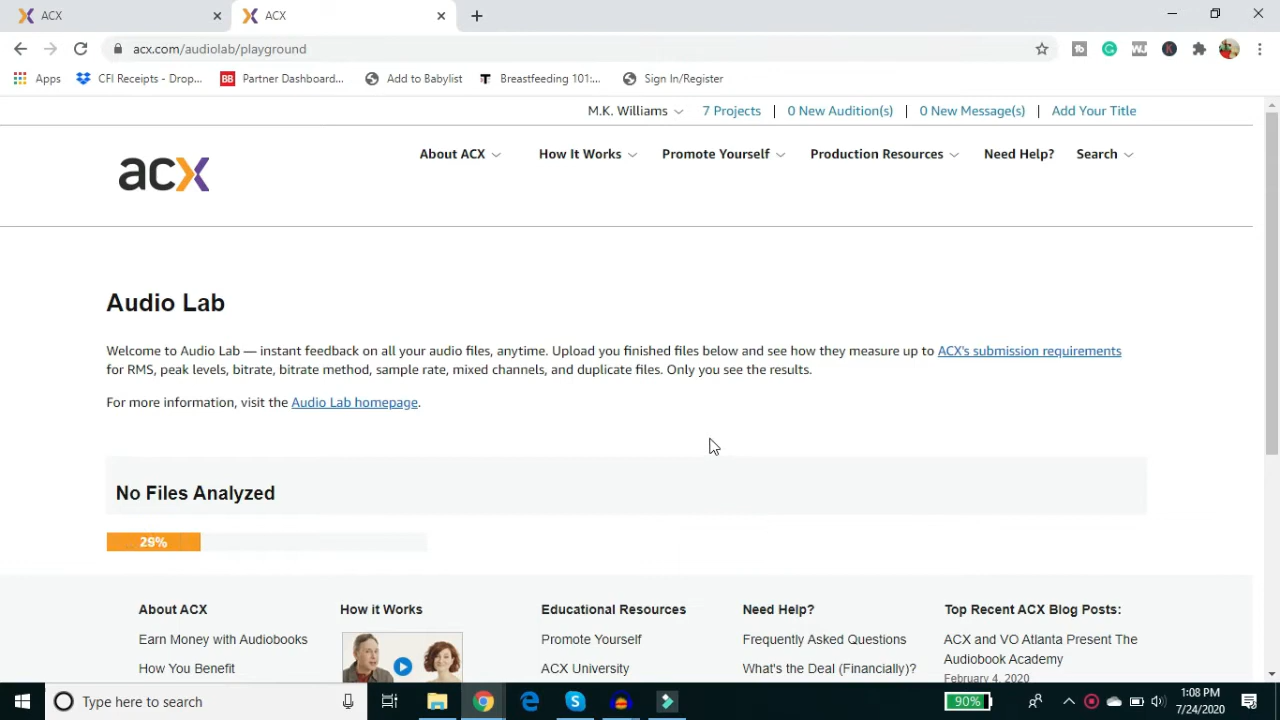 ACX
ACX
acx.com/audiolab/playground
Apps
CFI Receipts - Drop...
BB
Partner Dashboard...
Add to Babylist
T
Breastfeeding 101:...
Sign In/Register
M.K. Williams
7 Projects | 0 New Audition(s) | 0 New Message(s) | Add Your Title
acx
About ACX
How It Works
Promote Yourself
Production Resources
Need Help?
Search
Audio Lab
Welcome to Audio Lab — instant feedback on all your audio files, anytime. Upload you finished files below and see how they measure up to ACX's submission requirements
for RMS, peak levels, bitrate, bitrate method, sample rate, mixed channels, and duplicate files. Only you see the results.
For more information, visit the Audio Lab homepage.
No Files Analyzed
29%
About ACX
Earn Money with Audiobooks
How You Benefit
How it Works
Educational Resources
Promote Yourself
ACX University
Need Help?
Frequently Asked Questions
What's the Deal (Financially)?
Top Recent ACX Blog Posts:
ACX and VO Atlanta Present The
Audiobook Academy
February 4, 2020
Type here to search
90%
1:08 PM
7/24/2020